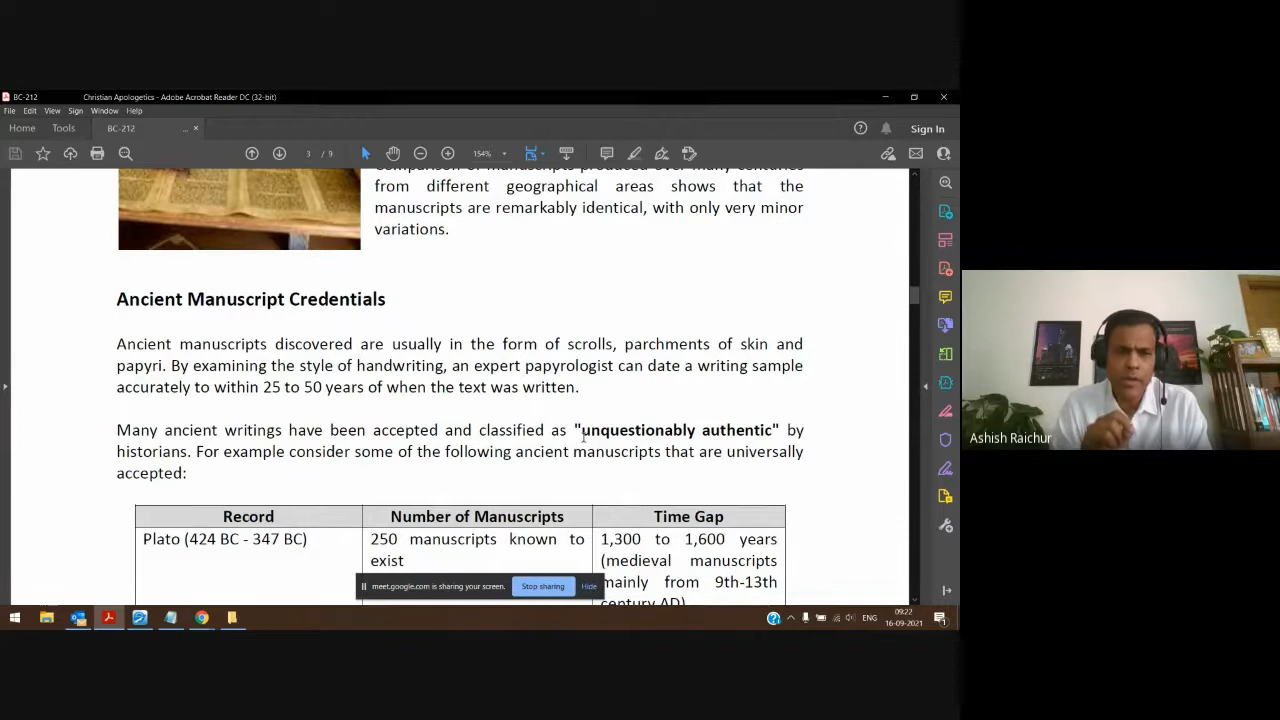 BC-212 Christian Apologetics - Adobe Acrobat Reader DC (32-bit)
File Edit View Sign Window Help
Home Tools BC-212 ... × Sign In
3 / 9 154%
from different geographical areas shows that the
manuscripts are remarkably identical, with only very minor
variations.
Ancient Manuscript Credentials
Ancient manuscripts discovered are usually in the form of scrolls, parchments of skin and
papyri. By examining the style of handwriting, an expert papyrologist can date a writing sample
accurately to within 25 to 50 years of when the text was written.
Many ancient writings have been accepted and classified as "unquestionably authentic" by
historians. For example consider some of the following ancient manuscripts that are universally
accepted:
Record Number of Manuscripts Time Gap
Plato (424 BC - 347 BC) 250 manuscripts known to 1,300 to 1,600 years
exist (medieval manuscripts
mainly from 9th-13th
century AD)
meet.google.com is sharing your screen. Stop sharing Hide
Ashish Raichur
ENG 09:22
16-09-2021